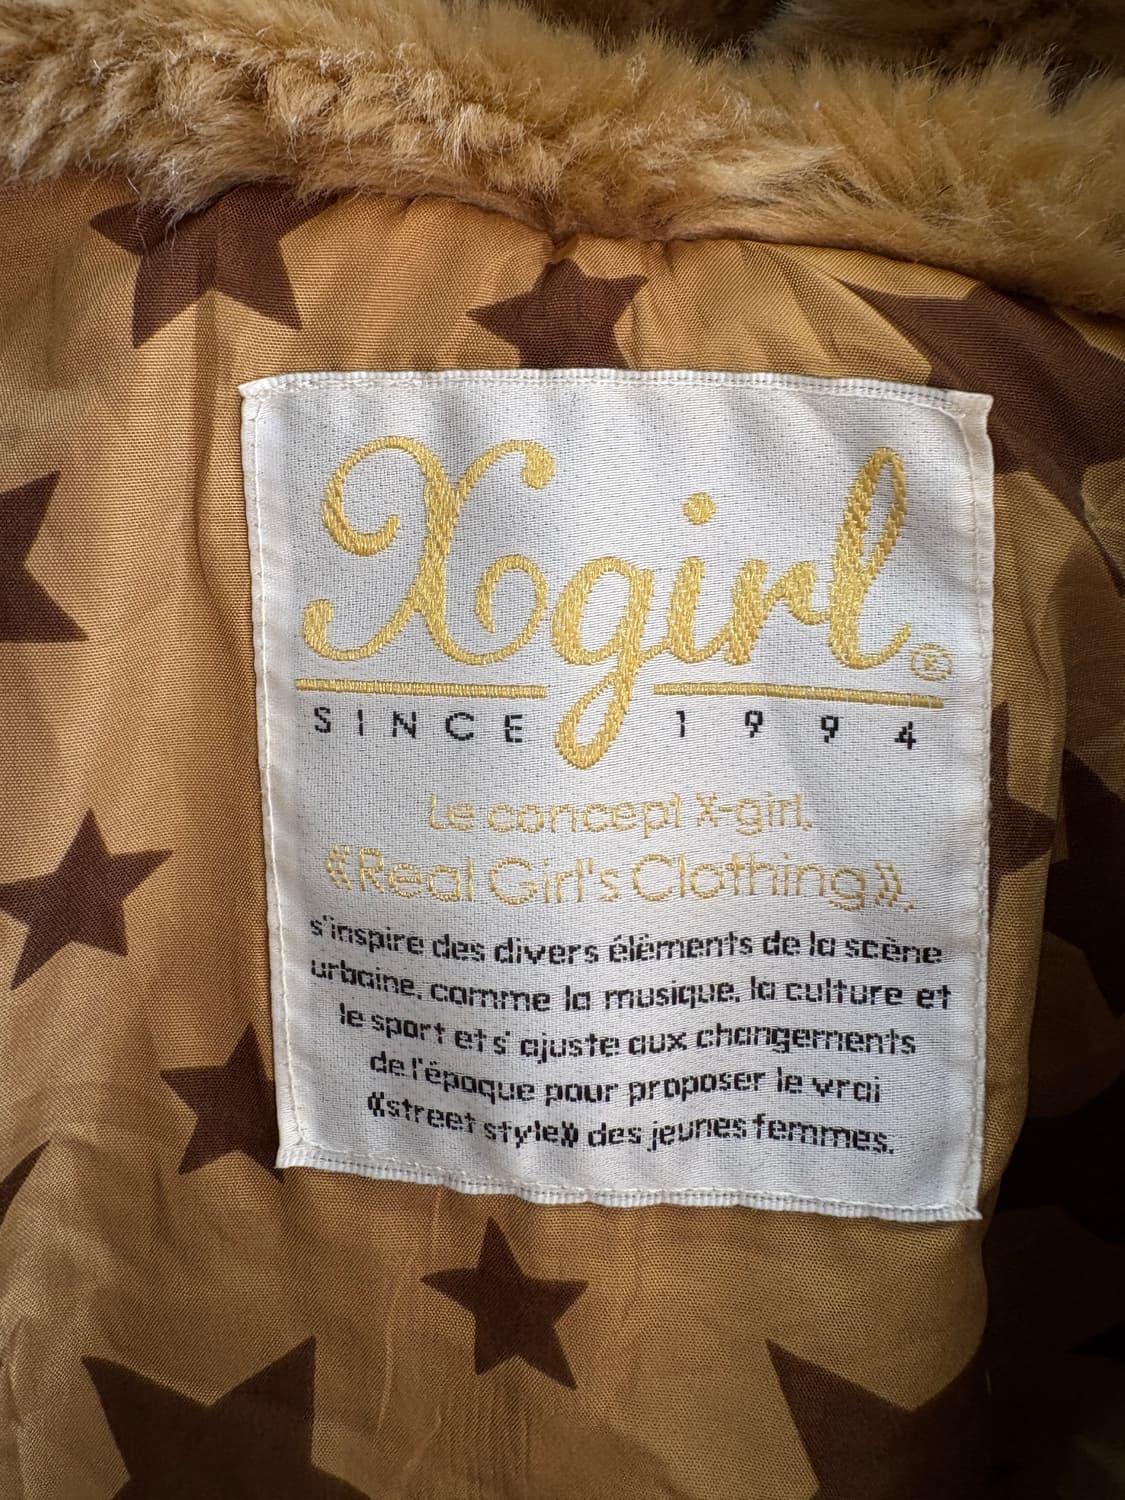 Xgirl®
SINCE 1994
Le concept X-girl.
《Real Girl's Clothing》.
s'inspire des divers élèments de la scène
urbaine, comme la musique, la culture et
le sport et s' ajuste aux changements
de l'époque pour proposer le vrai
《street style》 des jeunes femmes.